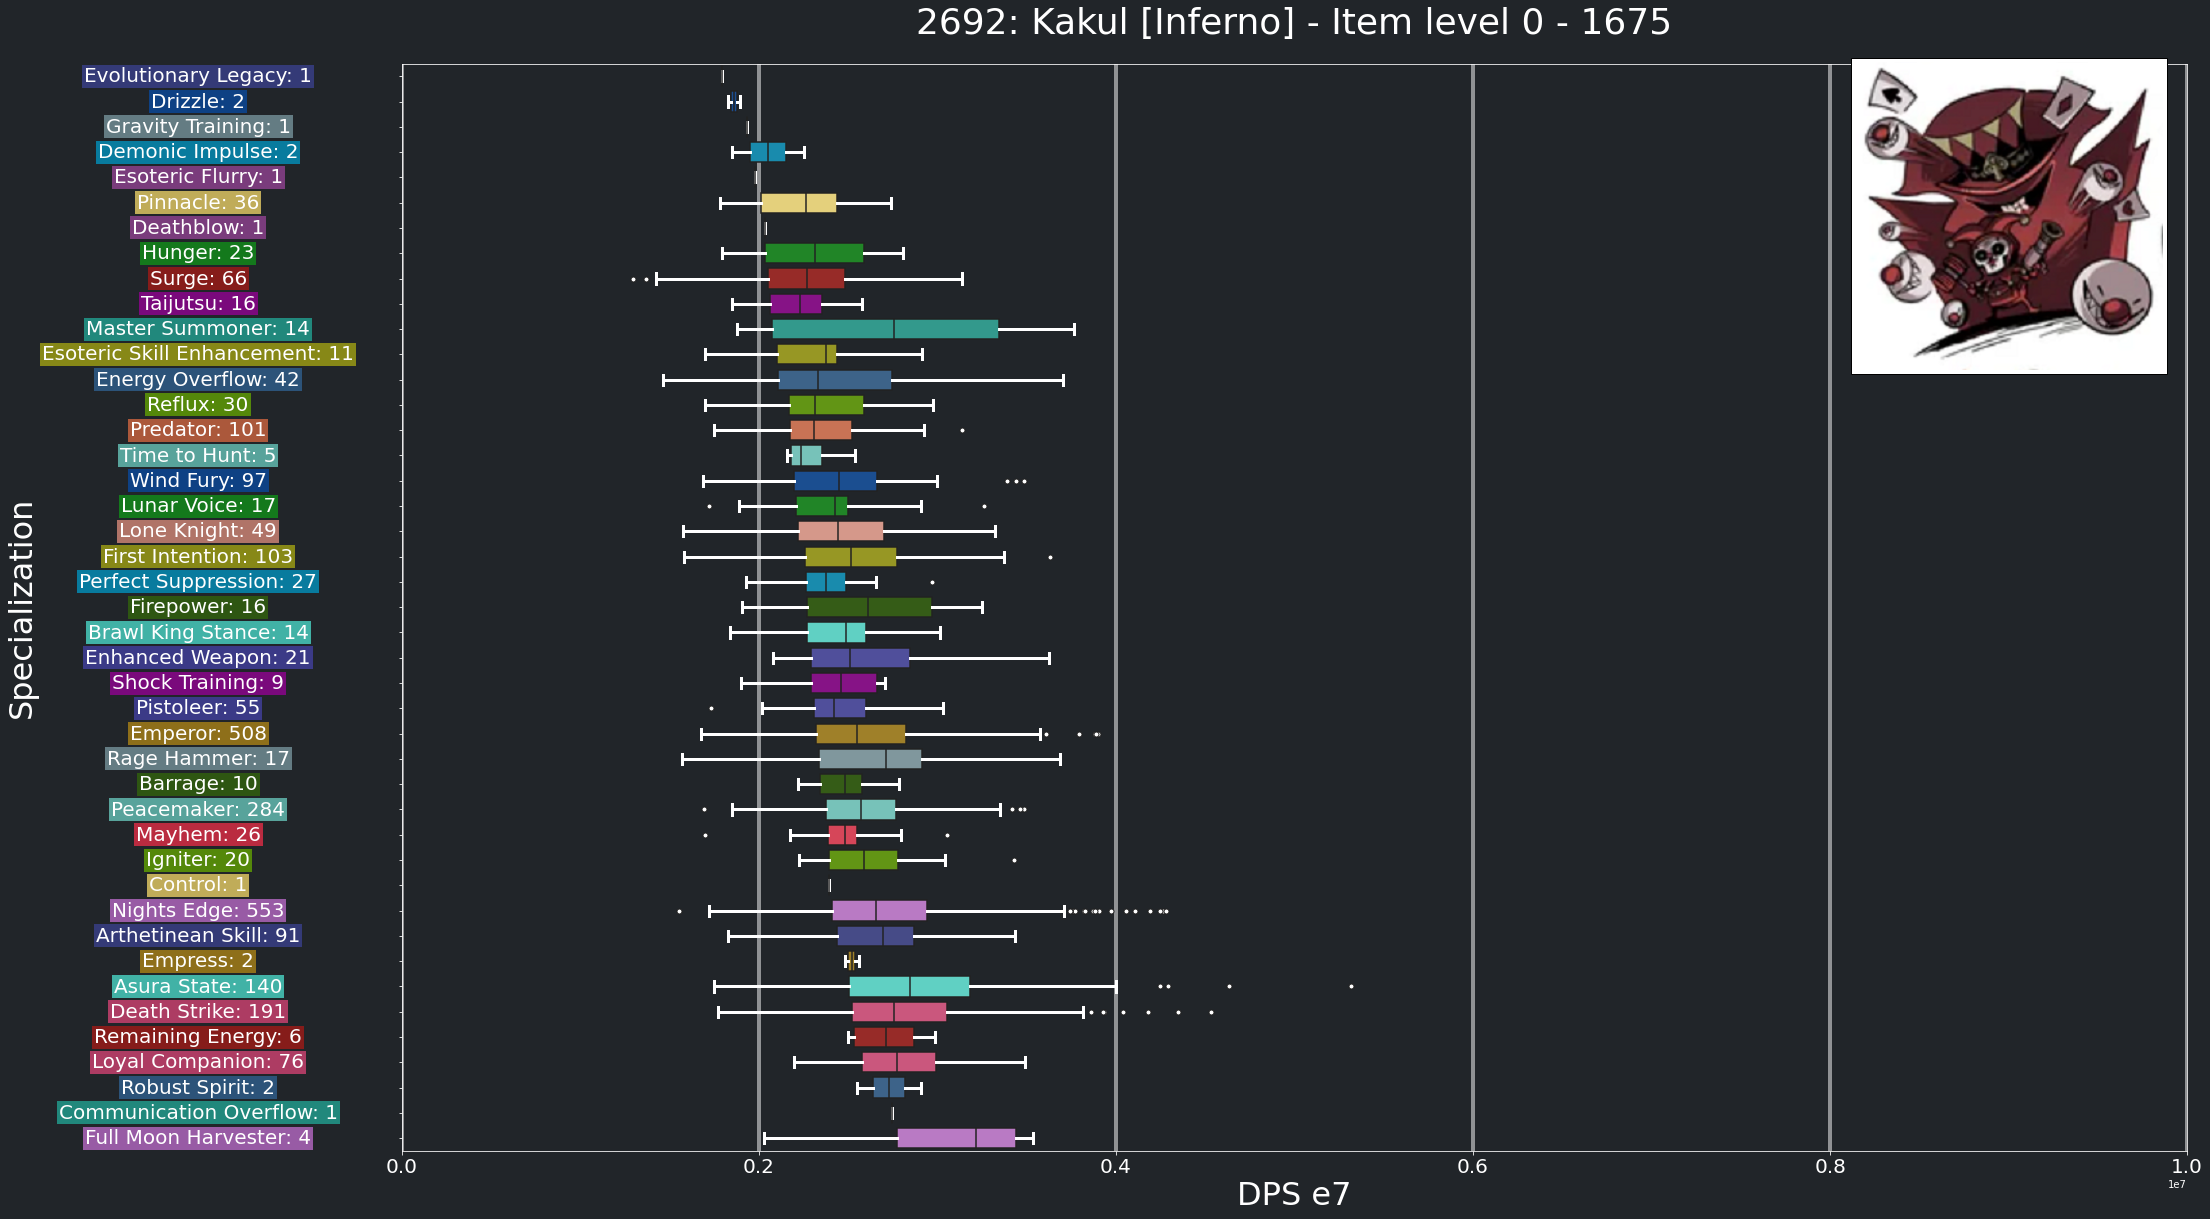 2692: Kakul [Inferno] - Item level 0 - 1675
Specialization
Evolutionary Legacy: 1
Drizzle: 2
Gravity Training: 1
Demonic Impulse: 2
Esoteric Flurry: 1
Pinnacle: 36
Deathblow: 1
Hunger: 23
Surge: 66
Taijutsu: 16
Master Summoner: 14
Esoteric Skill Enhancement: 11
Energy Overflow: 42
Reflux: 30
Predator: 101
Time to Hunt: 5
Wind Fury: 97
Lunar Voice: 17
Lone Knight: 49
First Intention: 103
Perfect Suppression: 27
Firepower: 16
Brawl King Stance: 14
Enhanced Weapon: 21
Shock Training: 9
Pistoleer: 55
Emperor: 508
Rage Hammer: 17
Barrage: 10
Peacemaker: 284
Mayhem: 26
Igniter: 20
Control: 1
Nights Edge: 553
Arthetinean Skill: 91
Empress: 2
Asura State: 140
Death Strike: 191
Remaining Energy: 6
Loyal Companion: 76
Robust Spirit: 2
Communication Overflow: 1
Full Moon Harvester: 4
0.0 0.2 0.4 0.6 0.8 1.0
1e7
DPS e7